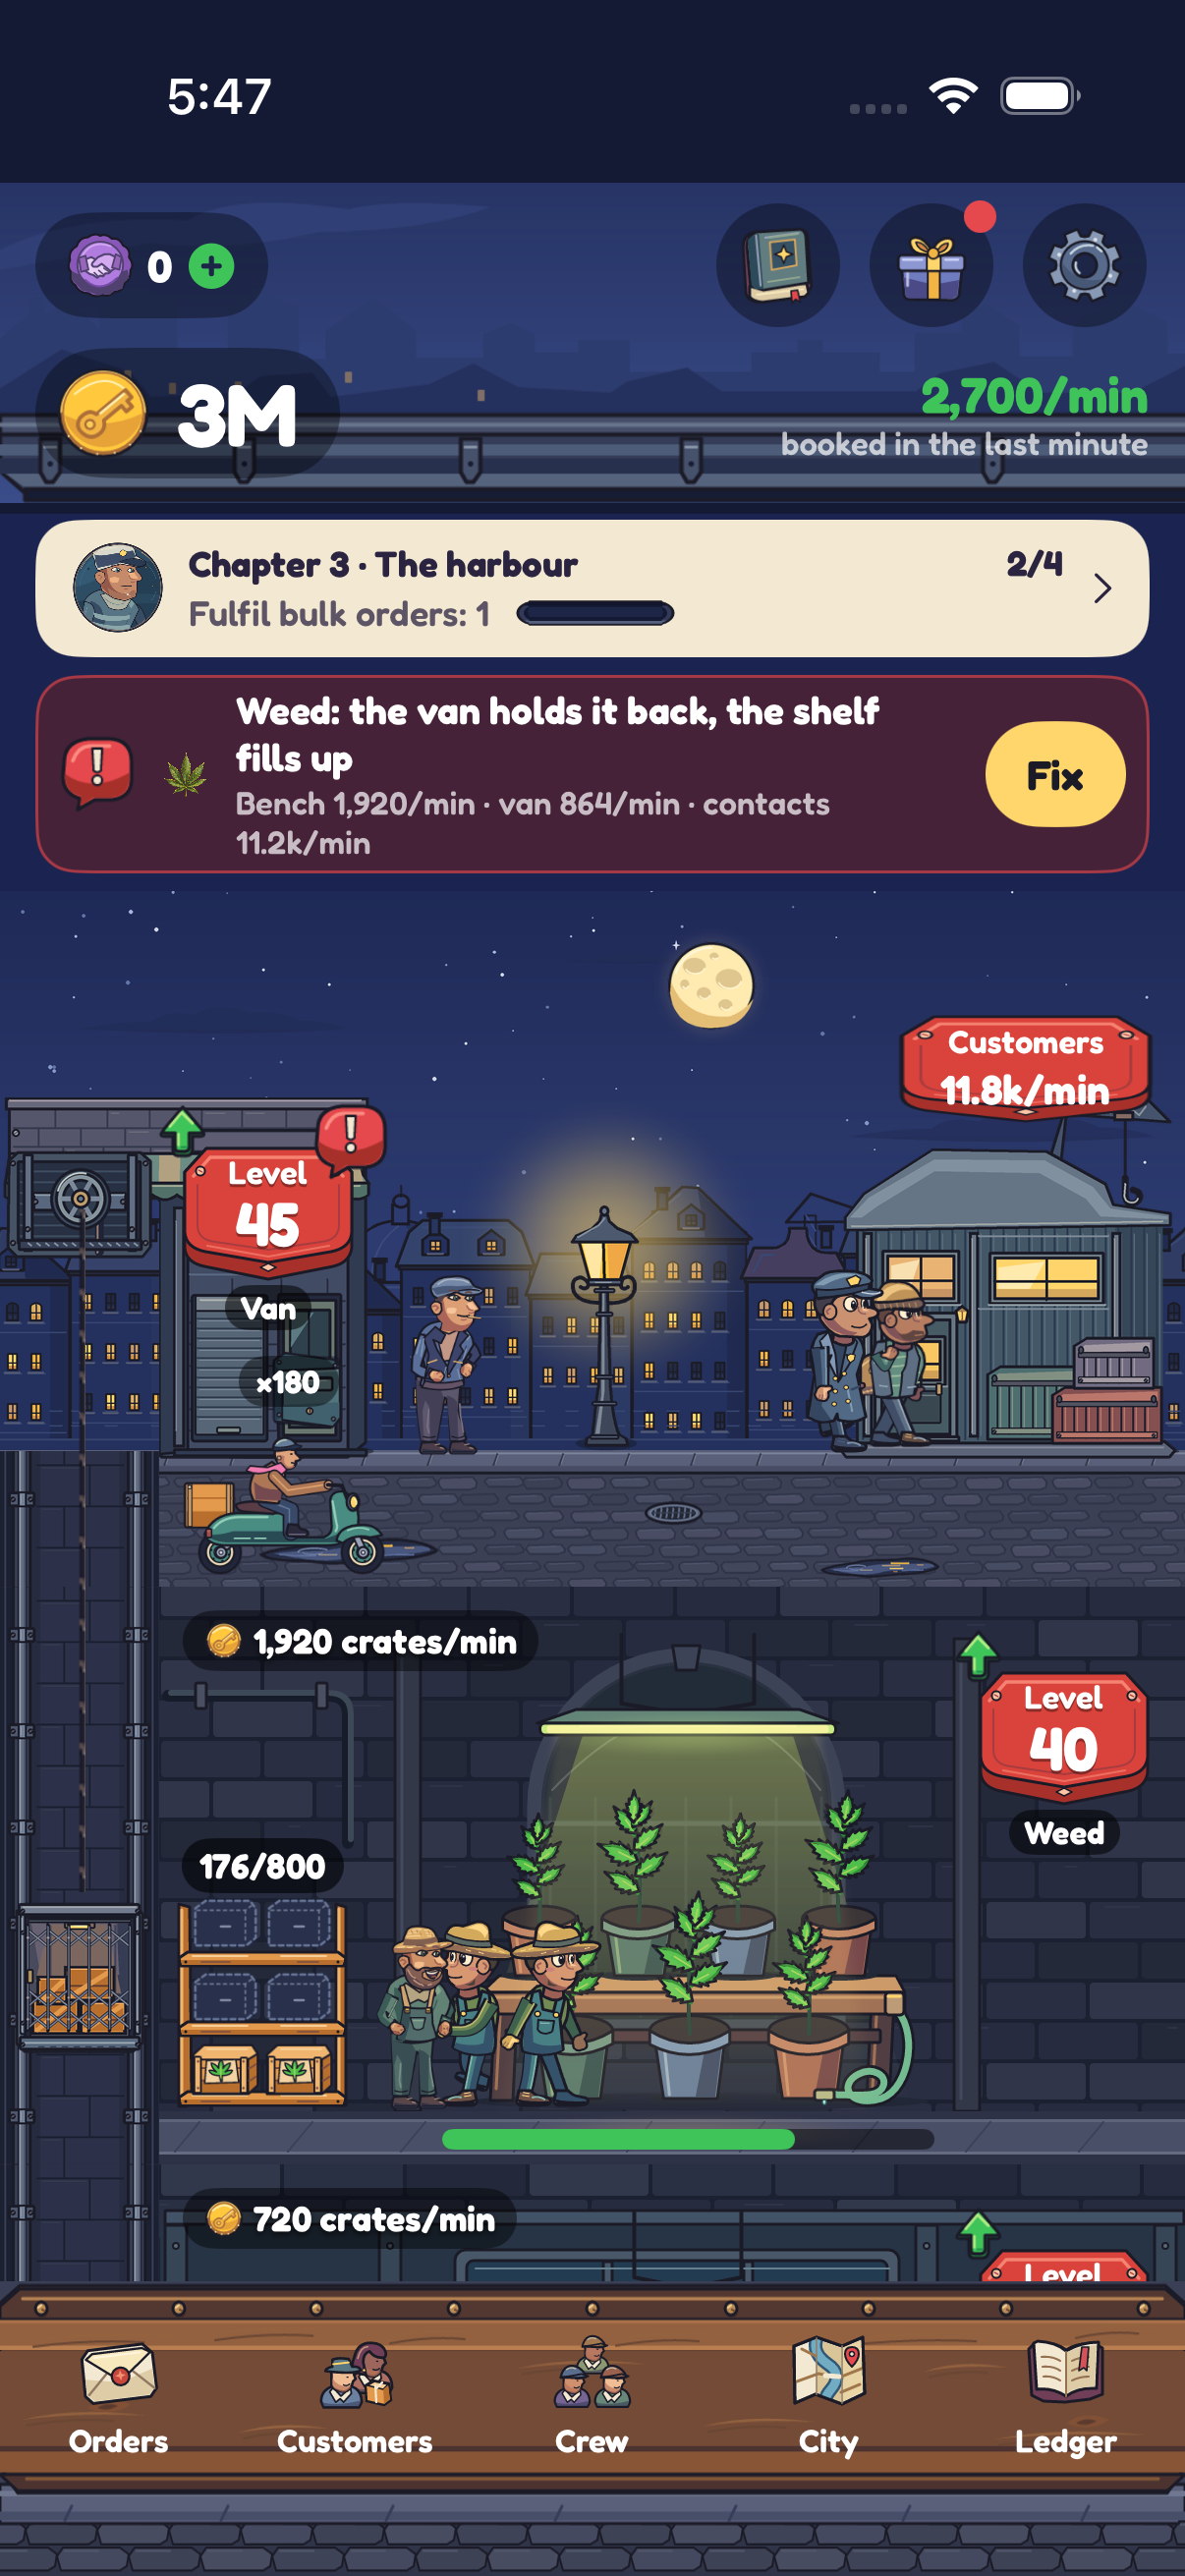 5:47
0
3M
2,700/min
booked in the last minute
Chapter 3 · The harbour
2/4
Fulfil bulk orders: 1
Weed: the van holds it back, the shelf
fills up
Bench 1,920/min · van 864/min · contacts
11.2k/min
Fix
Customers
11.8k/min
Level
45
Van
×180
1,920 crates/min
Level
40
Weed
176/800
720 crates/min
Level
Orders
Customers
Crew
City
Ledger